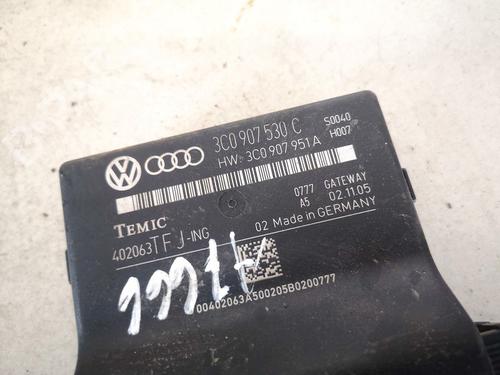 3C0 907 530 C S0040
HW: 3C0 907 951 A H007
0777 GATEWAY
A5 02.11.05
TEMIC
402063TFJ-ING 02 Made in GERMANY
00402063A500205B0200777